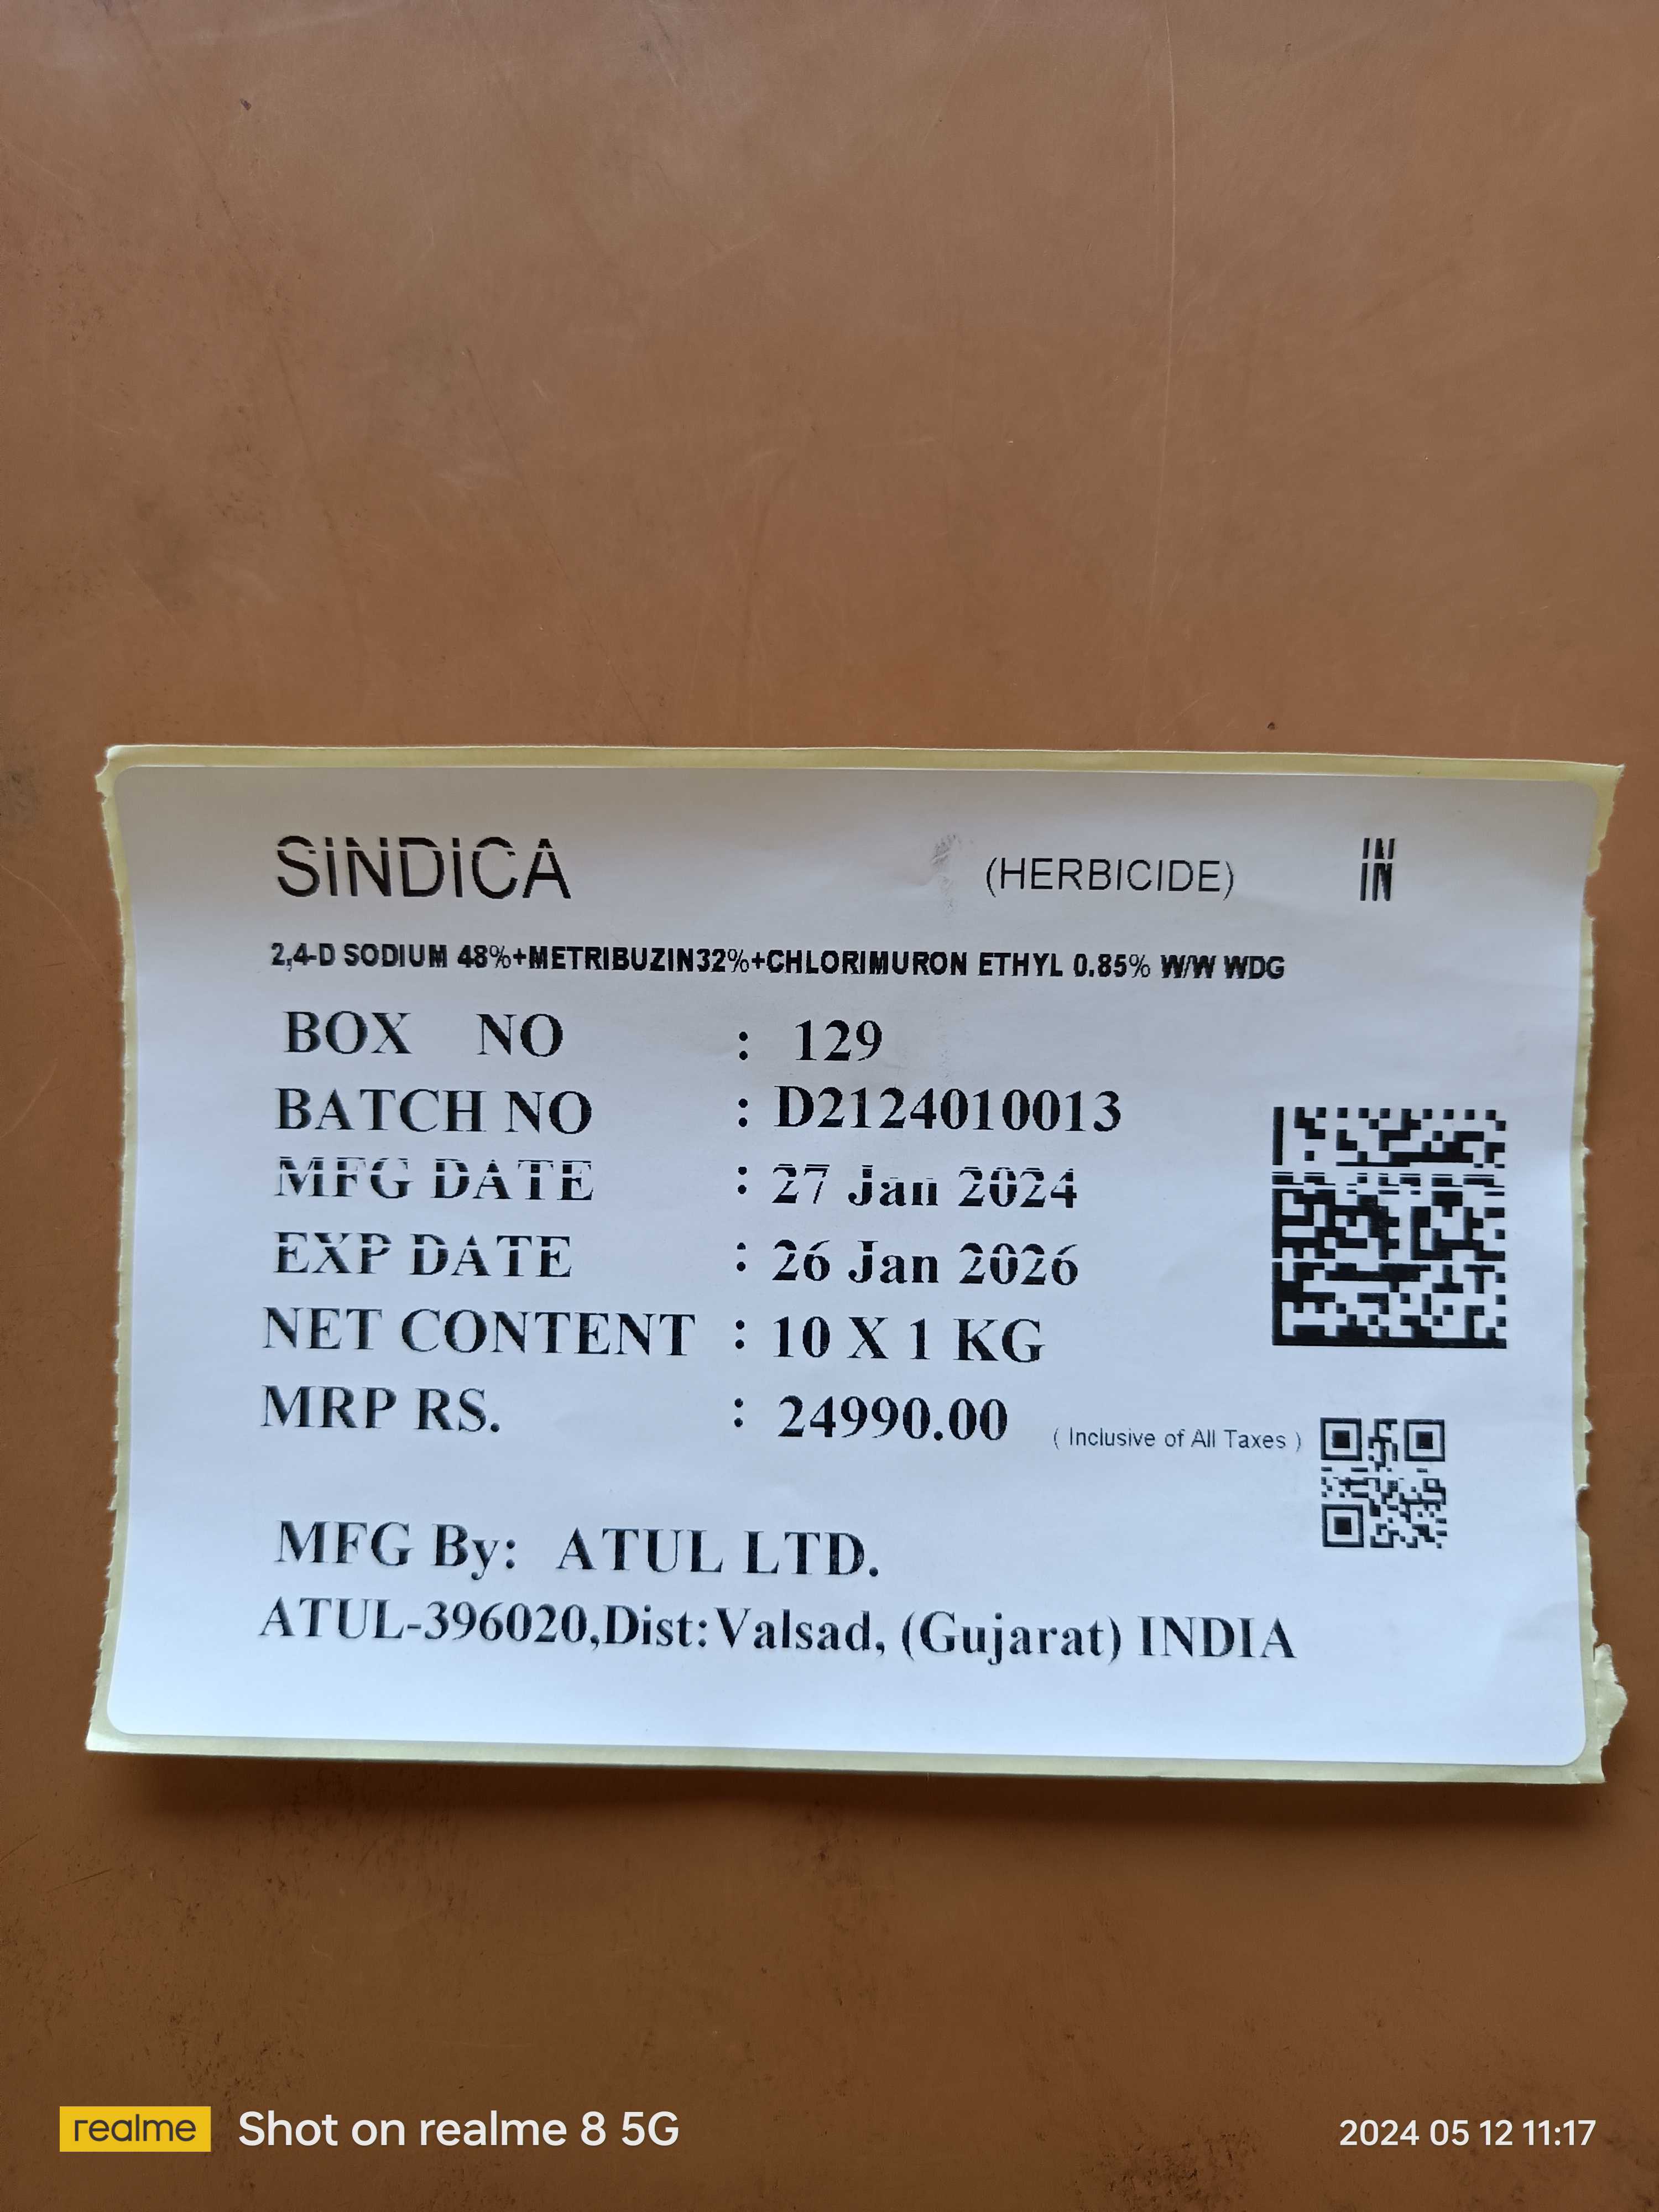 SINDICA (HERBICIDE) IN
2,4-D SODIUM 48%+METRIBUZIN32%+CHLORIMURON ETHYL 0.85% W/W WDG
BOX NO : 129
BATCH NO : D2124010013
MFG DATE : 27 Jan 2024
EXP DATE : 26 Jan 2026
NET CONTENT : 10 X 1 KG
MRP RS. : 24990.00 ( Inclusive of All Taxes )
MFG By: ATUL LTD.
ATUL-396020,Dist:Valsad, (Gujarat) INDIA
realme Shot on realme 8 5G 2024 05 12 11:17